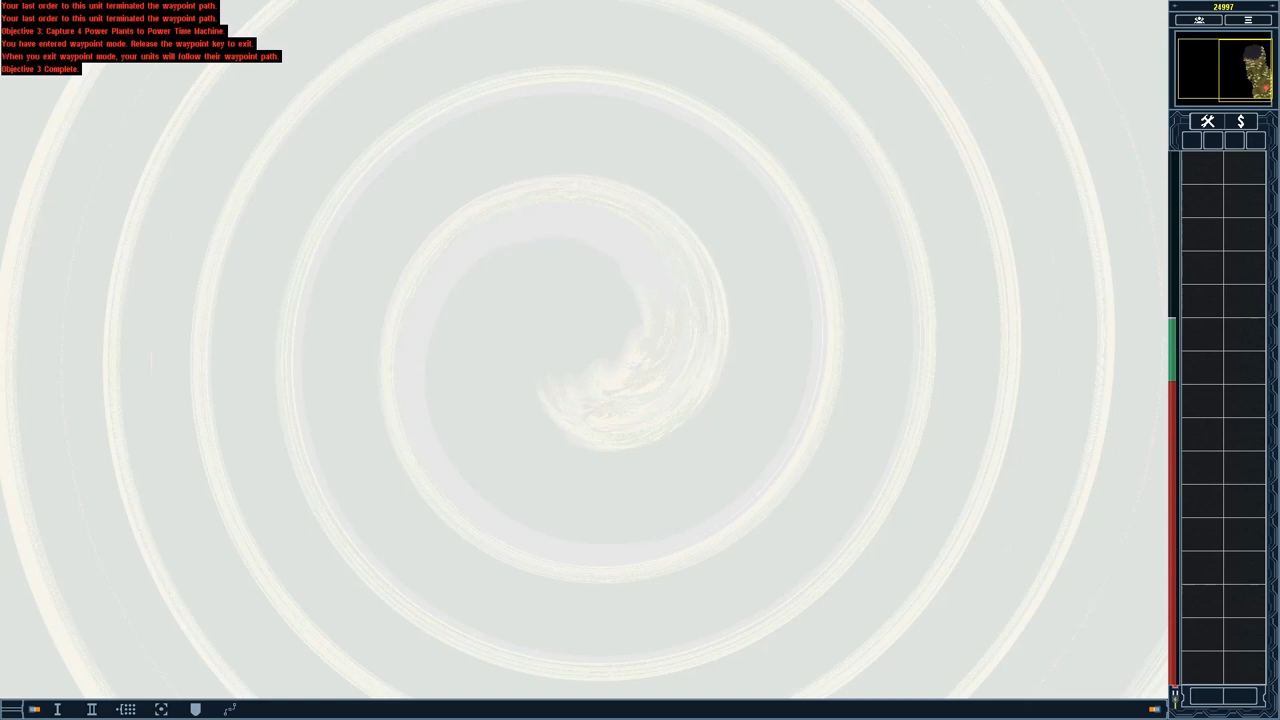 Your last order to this unit terminated the waypoint path.
Your last order to this unit terminated the waypoint path.
Objective 3: Capture 4 Power Plants to Power Time Machine.
You have entered waypoint mode. Release the waypoint key to exit.
When you exit waypoint mode, your units will follow their waypoint path.
Objective 3 Complete.
24997